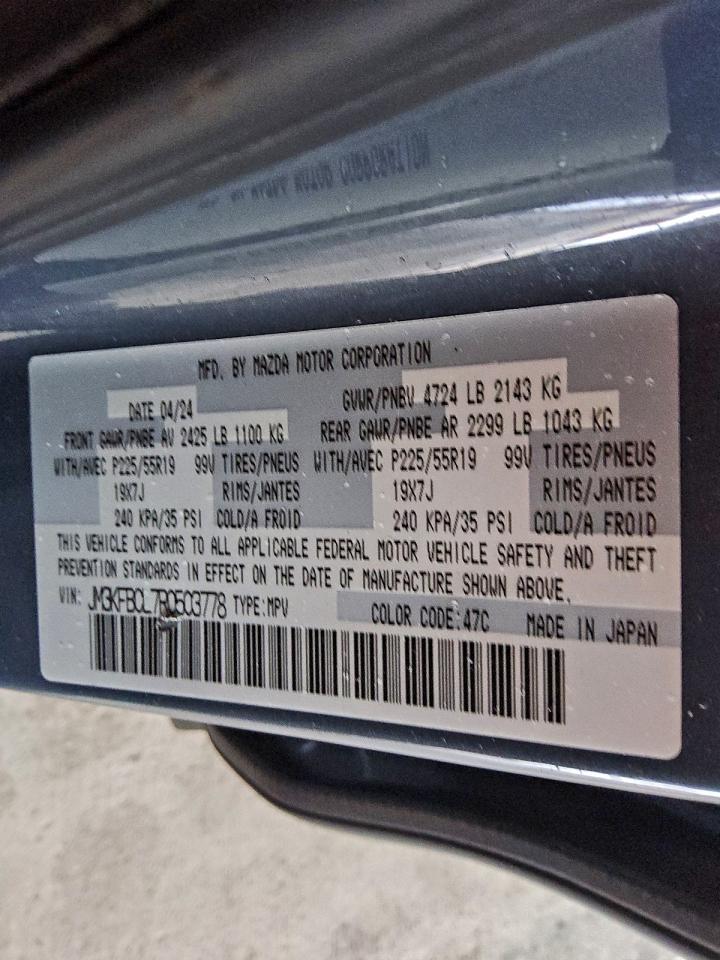 MFD. BY MAZDA MOTOR CORPORATION
DATE 04/24 GVWR/PNBV 4724 LB 2143 KG
FRONT GAWR/PNBE AV 2425 LB 1100 KG REAR GAWR/PNBE AR 2299 LB 1043 KG
WITH/AVEC P225/55R19 99V TIRES/PNEUS WITH/AVEC P225/55R19 99V TIRES/PNEUS
19X7J RIMS/JANTES 19X7J RIMS/JANTES
240 KPA/35 PSI COLD/A FROID 240 KPA/35 PSI COLD/A FROID
THIS VEHICLE CONFORMS TO ALL APPLICABLE FEDERAL MOTOR VEHICLE SAFETY AND THEFT
PREVENTION STANDARDS IN EFFECT ON THE DATE OF MANUFACTURE SHOWN ABOVE.
VIN: JM3KFBCL7R0503778 TYPE:MPV COLOR CODE:47C MADE IN JAPAN